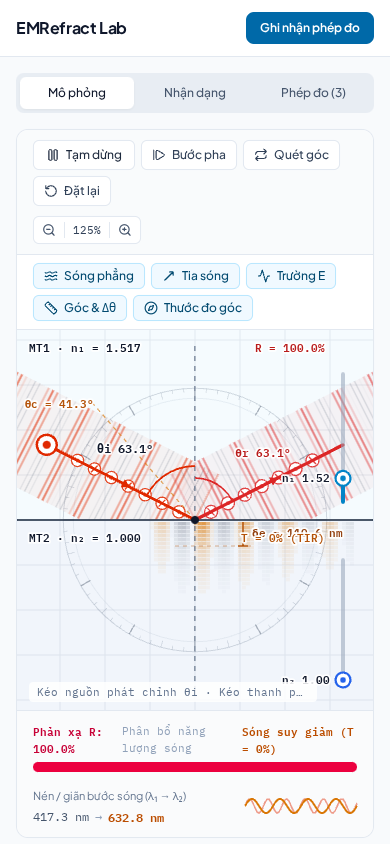 EMRefract Lab
Ghi nhận phép đo
Mô phỏng
Nhận dạng
Phép đo (3)
Tạm dừng
Bước pha
Quét góc
Đặt lại
125%
Sóng phẳng
Tia sóng
Trường E
Góc & Δθ
Thước đo góc
MT1 · n₁ = 1.517
R = 100.0%
θc = 41.3°
θi 63.1°
θr 63.1°
n₁ 1.52
MT2 · n₂ = 1.000
T = 0% (TIR)
n₂ 1.00
Kéo nguồn phát chỉnh θi · Kéo thanh p…
Phản xạ R: 100.0%
Phân bổ năng lượng sóng
Sóng suy giảm (T = 0%)
Nén / giãn bước sóng (λ₁ → λ₂)
417.3 nm → 632.8 nm